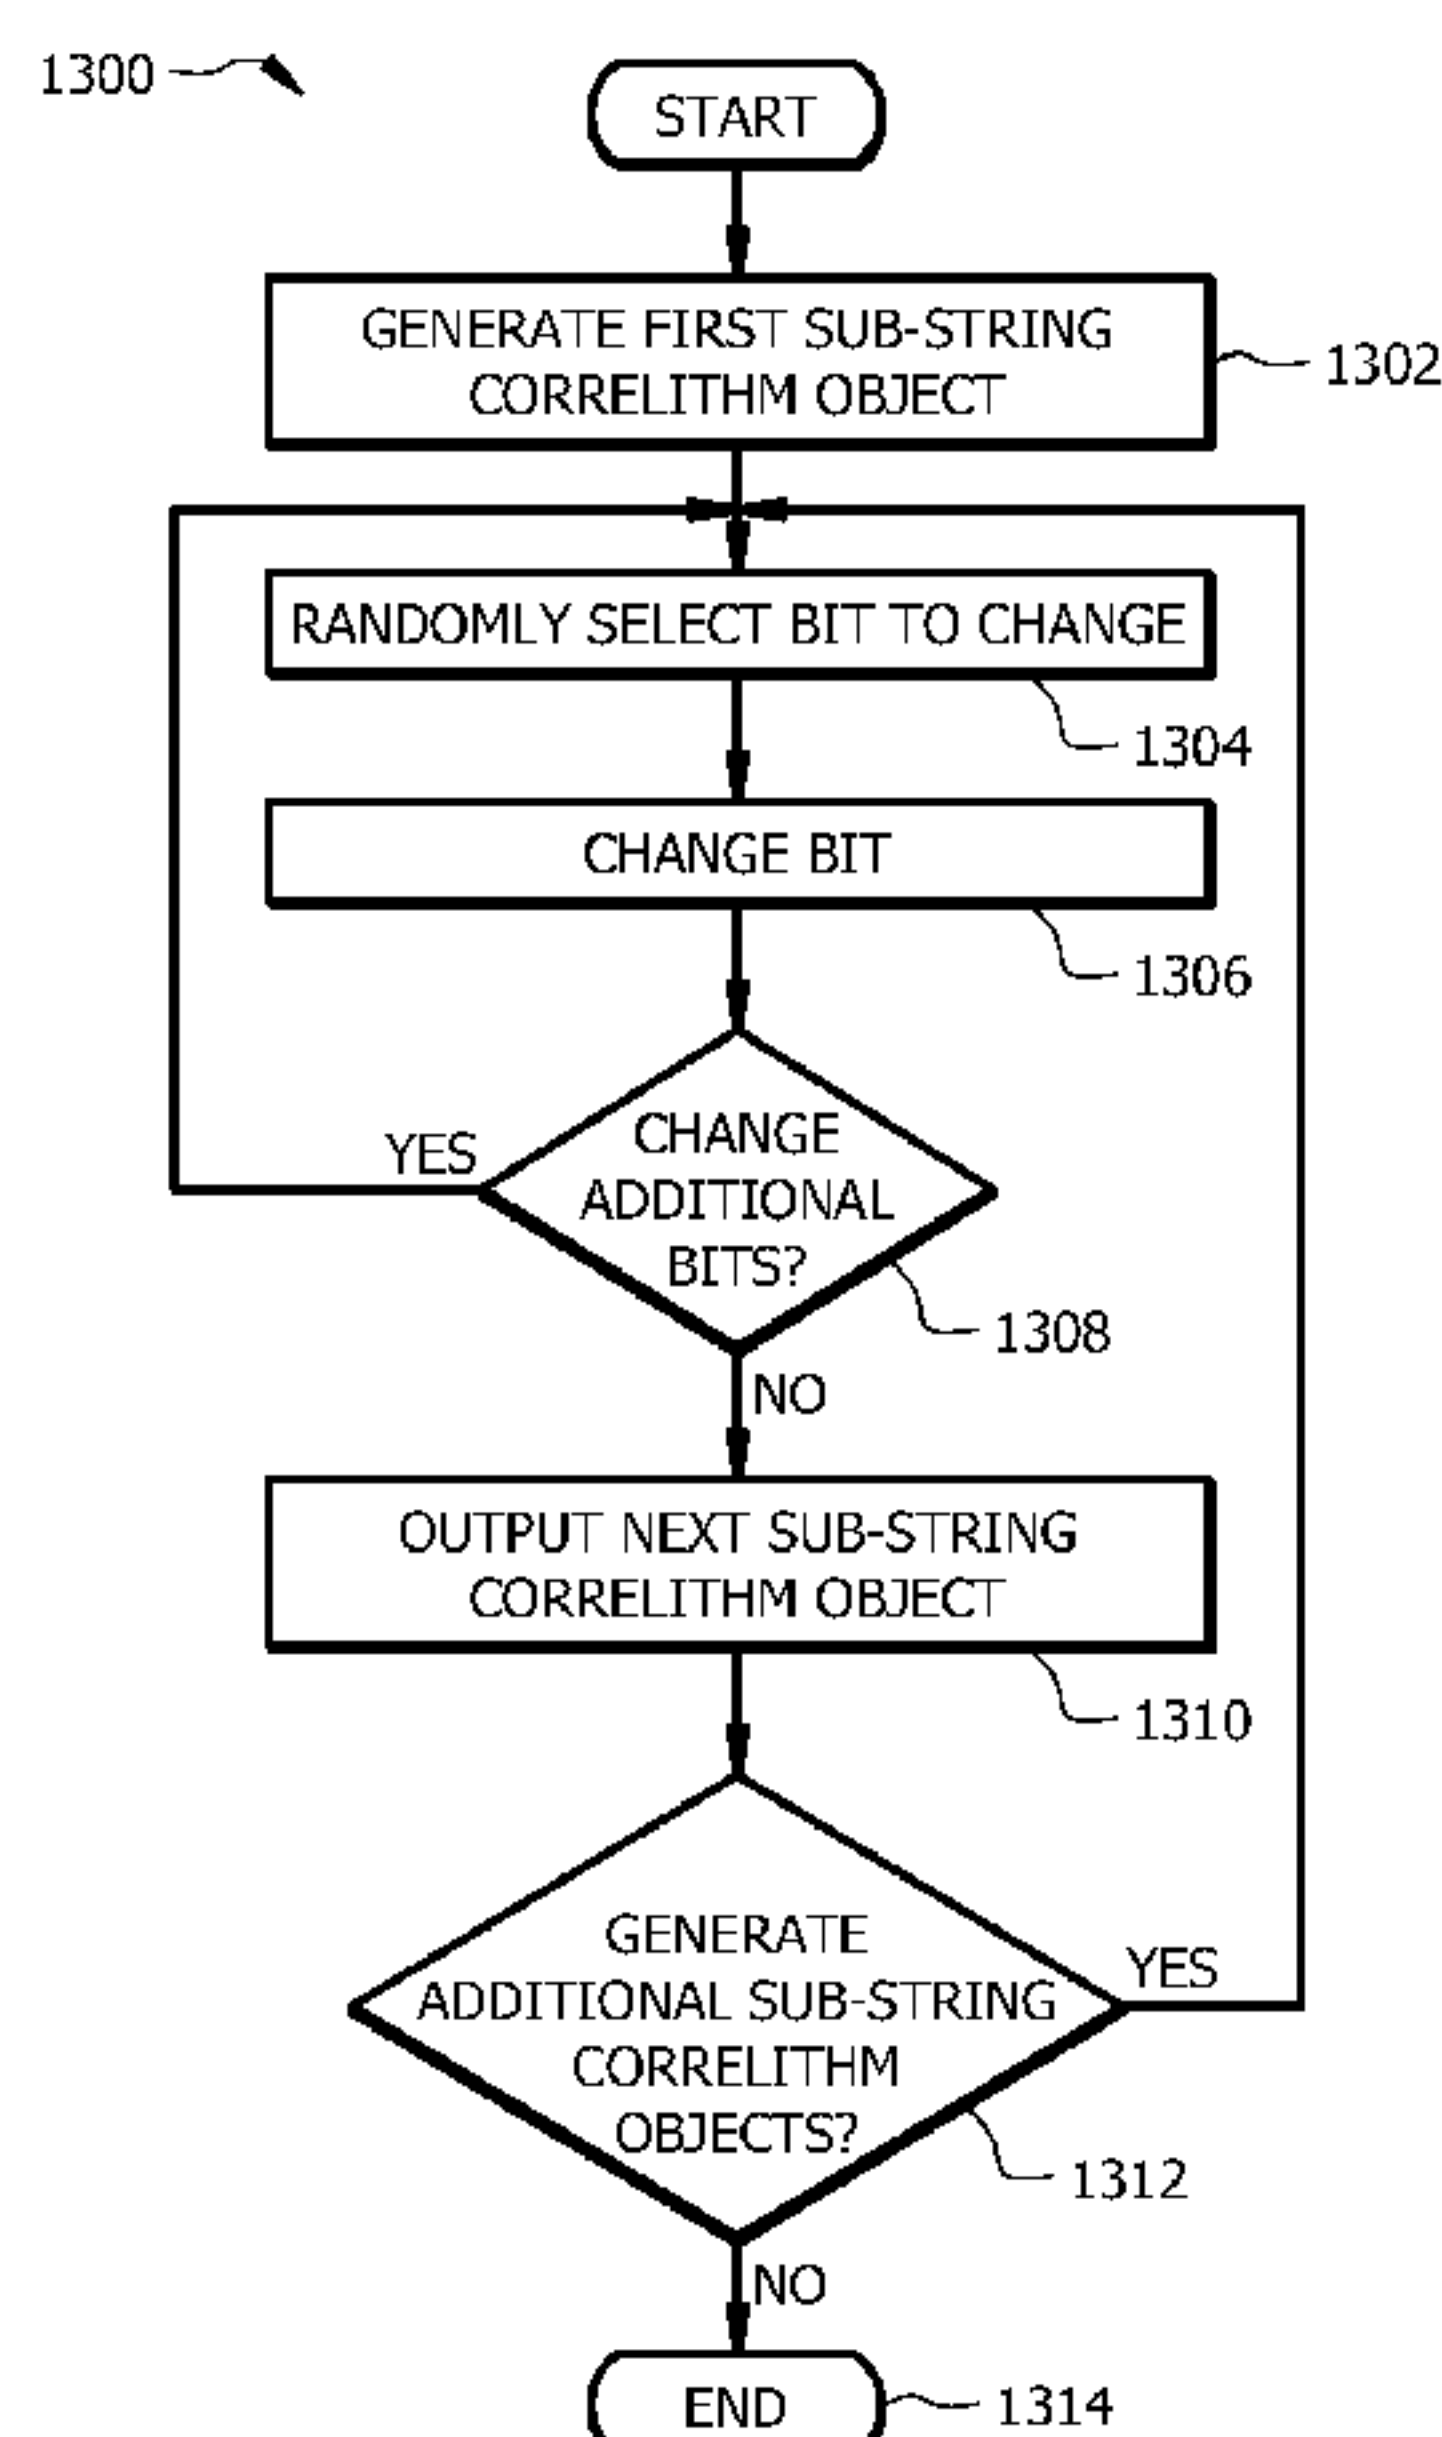 1300
START
GENERATE FIRST SUB-STRING
CORRELITHM OBJECT
1302
RANDOMLY SELECT BIT TO CHANGE
1304
CHANGE BIT
1306
YES
CHANGE
ADDITIONAL
BITS?
1308
NO
OUTPUT NEXT SUB-STRING
CORRELITHM OBJECT
1310
GENERATE
ADDITIONAL SUB-STRING
CORRELITHM
OBJECTS?
YES
1312
NO
END
1314